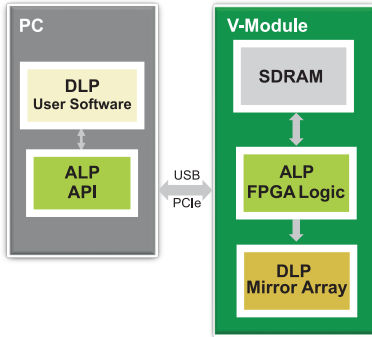 PC
DLP
User Software
ALP
API
USB
PCIe
V-Module
SDRAM
ALP
FPGA Logic
DLP
Mirror Array